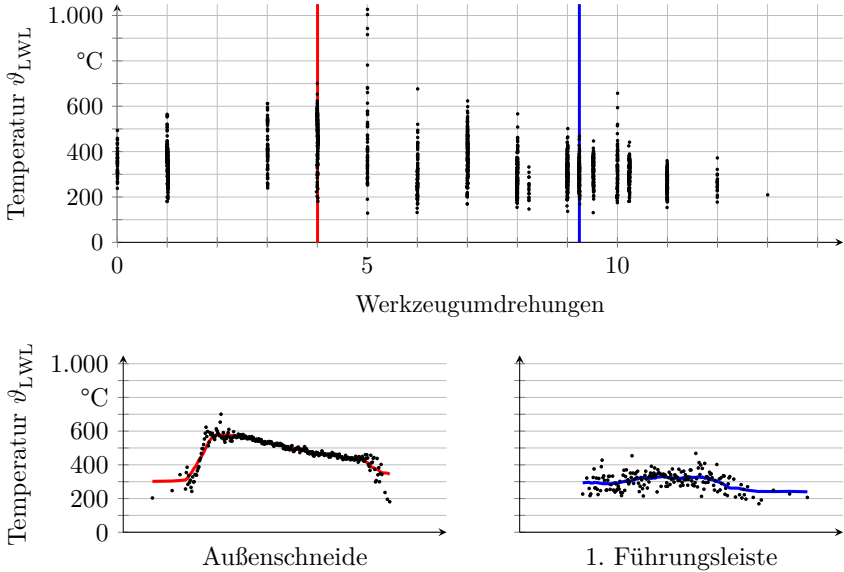 1.000
°C
600
400
200
0
Temperatur ϑLWL
0 5 10
Werkzeugumdrehungen
1.000
°C
600
400
200
0
Temperatur ϑLWL
Außenschneide
1. Führungsleiste